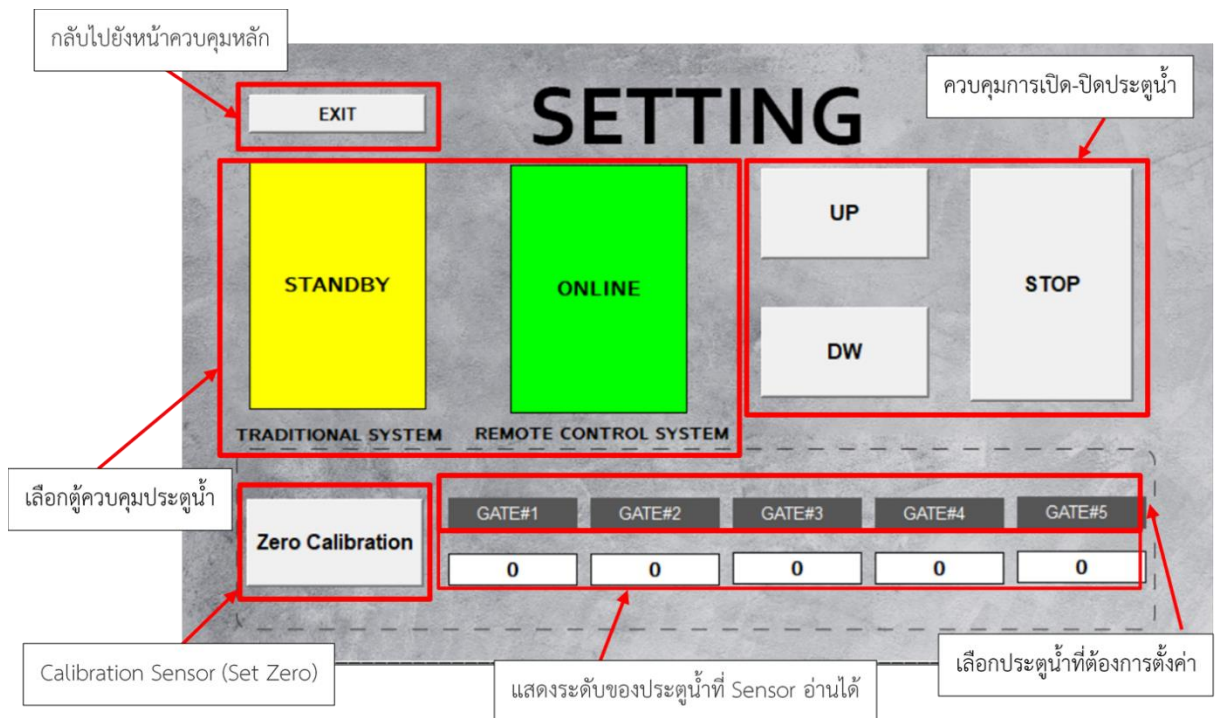 กลับไปยังหน้าควบคุมหลัก
EXIT
SETTING
ควบคุมการเปิด-ปิดประตูน้ำ
STANDBY
ONLINE
UP
DW
STOP
TRADITIONAL SYSTEM
REMOTE CONTROL SYSTEM
เลือกตู้ควบคุมประตูน้ำ
Zero Calibration
GATE#1 GATE#2 GATE#3 GATE#4 GATE#5
0 0 0 0 0
Calibration Sensor (Set Zero)
แสดงระดับของประตูน้ำที่ Sensor อ่านได้
เลือกประตูน้ำที่ต้องการตั้งค่า